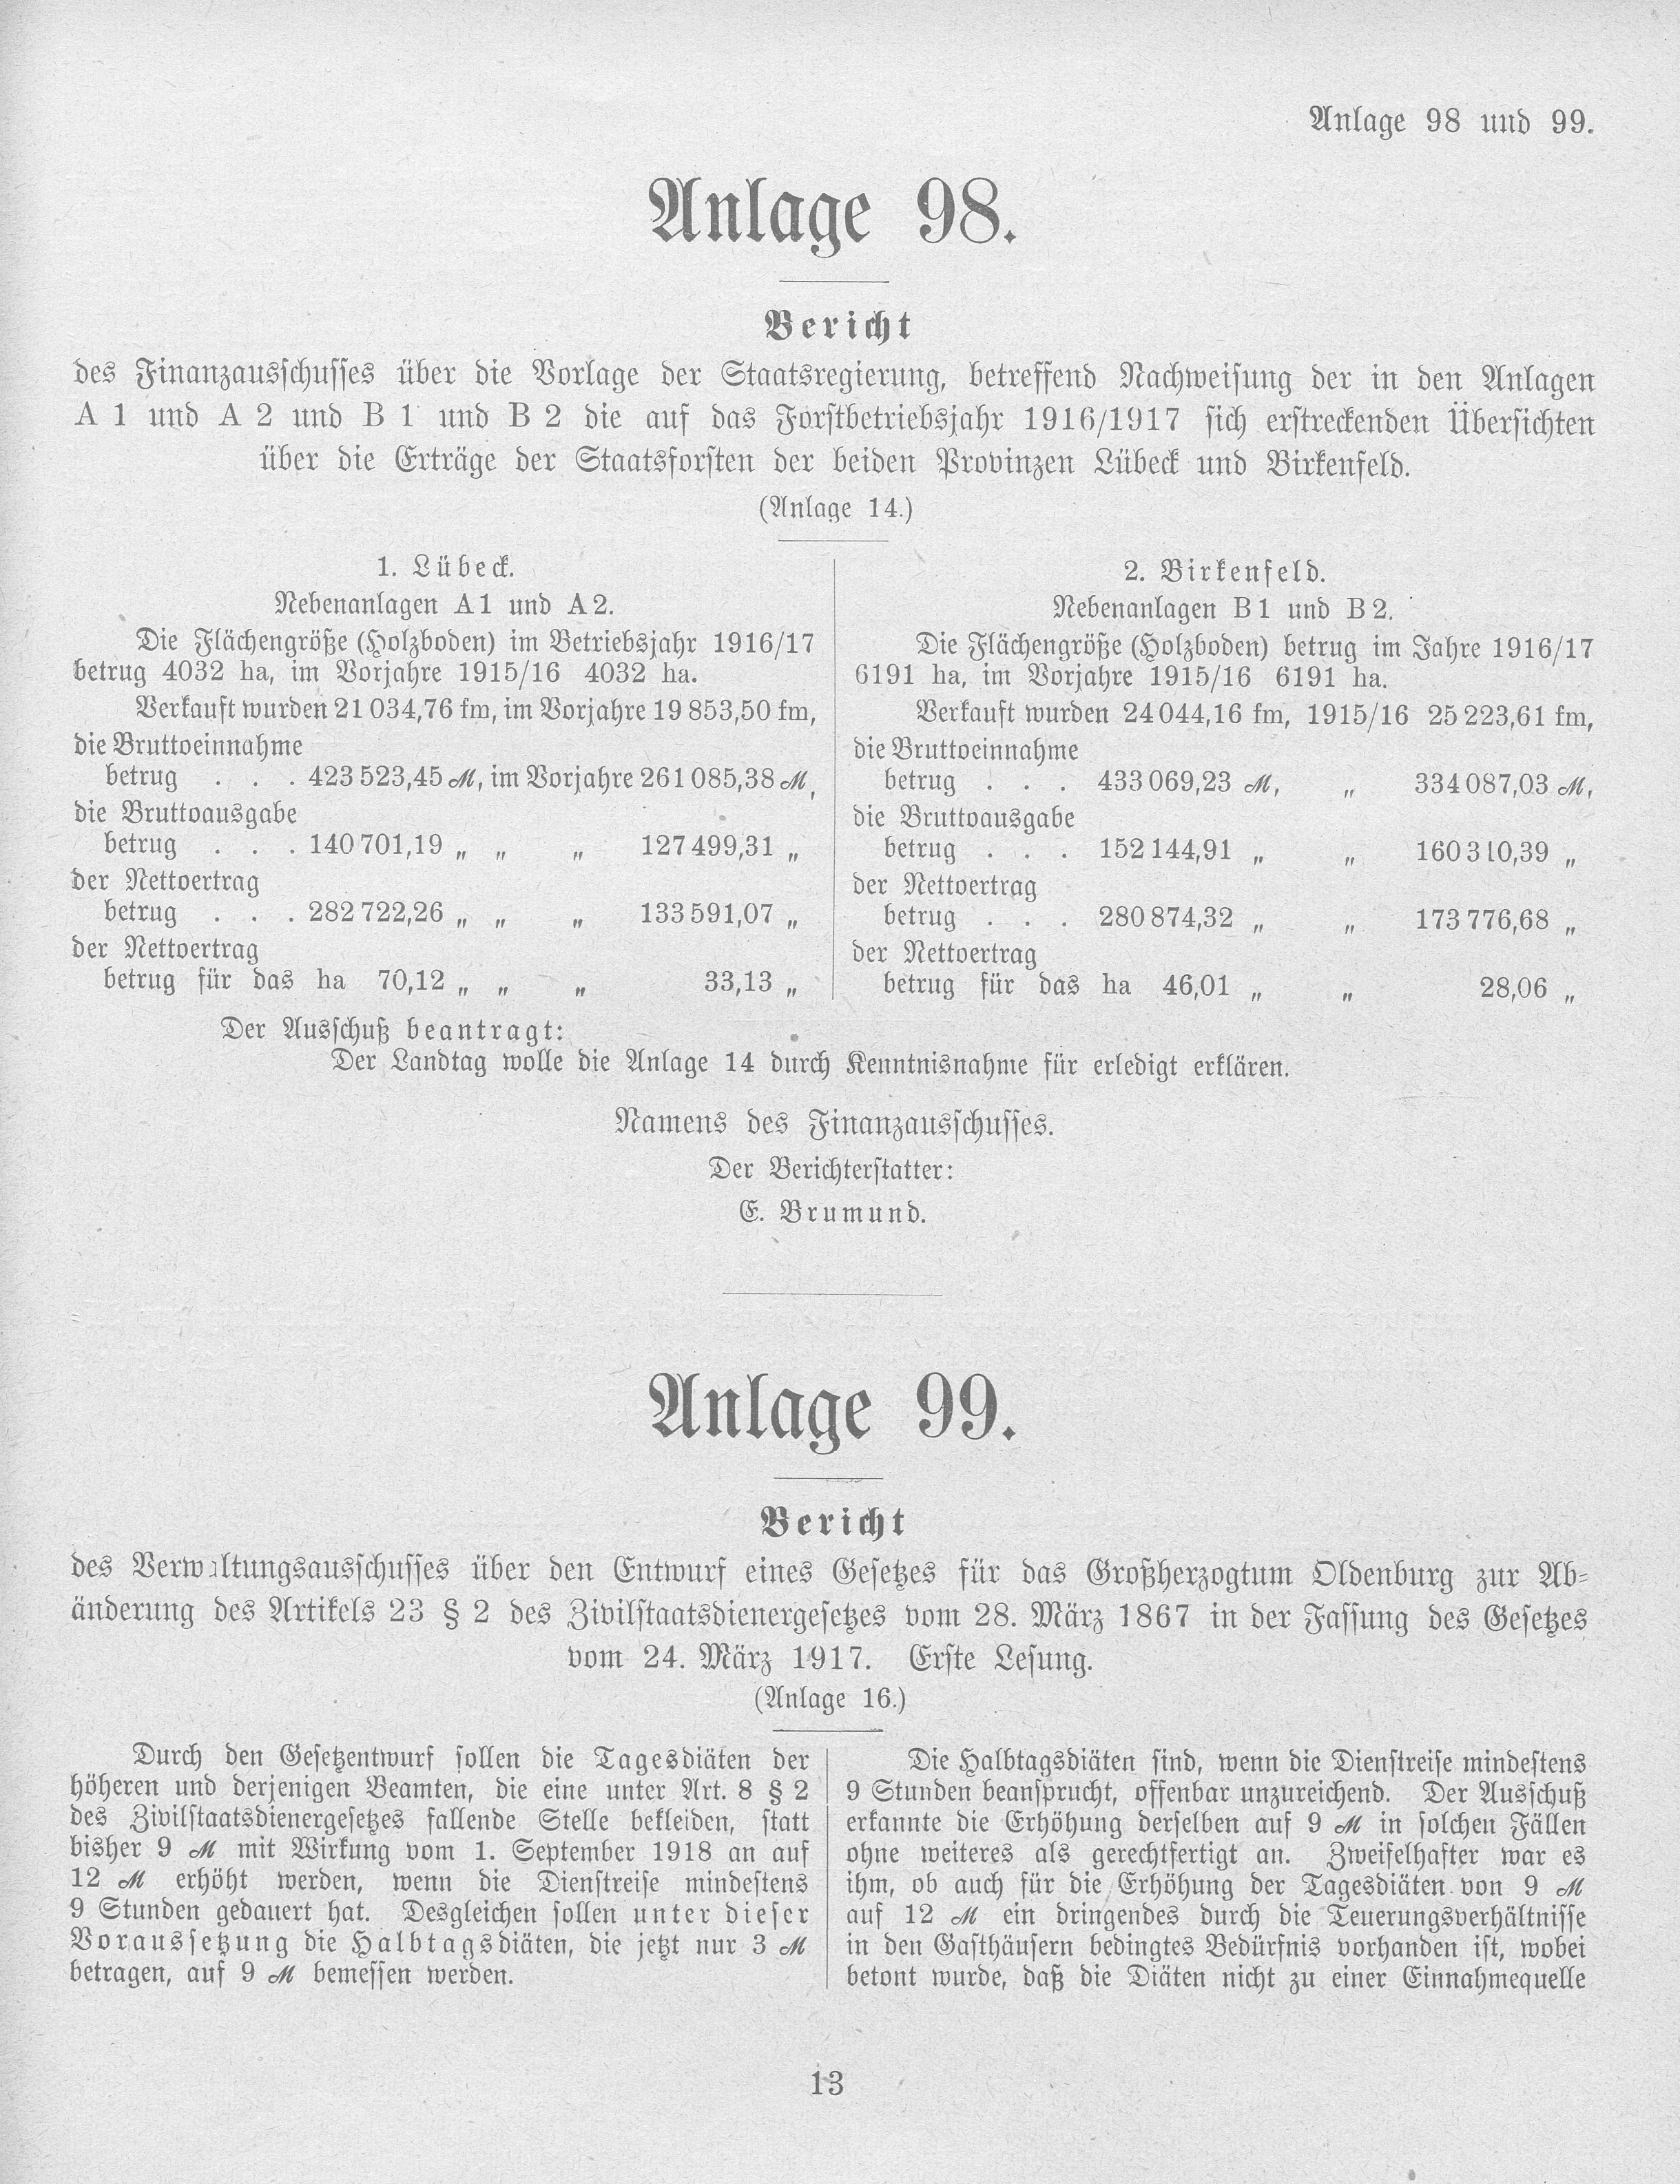 Anlage 98 und 99.
Anlage 98.
Bericht
des Finanzausschusses über die Vorlage der Staatsregierung, betreffend Nachweisung der in den Anlagen
A 1 und A 2 und B 1 und B 2 die auf das Forstbetriebsjahr 1916/1917 sich erstreckenden Übersichten
über die Erträge der Staatsforsten der beiden Provinzen Lübeck und Birkenfeld.
(Anlage 14.)
1. Lübeck.
Nebenanlagen A 1 und A 2.
Die Flächengröße (Holzboden) im Betriebsjahr 1916/17
betrug 4032 ha, im Vorjahre 1915/16 4032 ha.
Verkauft wurden 21 034,76 fm, im Vorjahre 19 853,50 fm,
die Bruttoeinnahme
betrug . . . 423 523,45 ℳ, im Vorjahre 261 085,38 ℳ,
die Bruttoausgabe
betrug . . . 140 701,19 „ „ „ 127 499,31 „
der Nettoertrag
betrug . . . 282 722,26 „ „ „ 133 591,07 „
der Nettoertrag
betrug für das ha 70,12 „ „ „ 33,13 „
2. Birkenfeld.
Nebenanlagen B 1 und B 2.
Die Flächengröße (Holzboden) betrug im Jahre 1916/17
6191 ha, im Vorjahre 1915/16 6191 ha.
Verkauft wurden 24 044,16 fm, 1915/16 25 223,61 fm,
die Bruttoeinnahme
betrug . . . 433 069,23 ℳ, „ 334 087,03 ℳ,
die Bruttoausgabe
betrug . . . 152 144,91 „ „ 160 310,39 „
der Nettoertrag
betrug . . . 280 874,32 „ „ 173 776,68 „
der Nettoertrag
betrug für das ha 46,01 „ „ 28,06 „
Der Ausschuß beantragt:
Der Landtag wolle die Anlage 14 durch Kenntnisnahme für erledigt erklären.
Namens des Finanzausschusses.
Der Berichterstatter:
E. Brumund.
Anlage 99.
Bericht
des Verwaltungsausschusses über den Entwurf eines Gesetzes für das Großherzogtum Oldenburg zur Ab-
änderung des Artikels 23 § 2 des Zivilstaatsdienergesetzes vom 28. März 1867 in der Fassung des Gesetzes
vom 24. März 1917. Erste Lesung.
(Anlage 16.)
Durch den Gesetzentwurf sollen die Tagesdiäten der
höheren und derjenigen Beamten, die eine unter Art. 8 § 2
des Zivilstaatsdienergesetzes fallende Stelle bekleiden, statt
bisher 9 ℳ mit Wirkung vom 1. September 1918 an auf
12 ℳ erhöht werden, wenn die Dienstreise mindestens
9 Stunden gedauert hat. Desgleichen sollen unter dieser
Voraussetzung die Halbtagsdiäten, die jetzt nur 3 ℳ
betragen, auf 9 ℳ bemessen werden.
Die Halbtagsdiäten sind, wenn die Dienstreise mindestens
9 Stunden beansprucht, offenbar unzureichend. Der Ausschuß
erkannte die Erhöhung derselben auf 9 ℳ in solchen Fällen
ohne weiteres als gerechtfertigt an. Zweifelhafter war es
ihm, ob auch für die Erhöhung der Tagesdiäten von 9 ℳ
auf 12 ℳ ein dringendes durch die Teuerungsverhältnisse
in den Gasthäusern bedingtes Bedürfnis vorhanden ist, wobei
betont wurde, daß die Diäten nicht zu einer Einnahmequelle
13